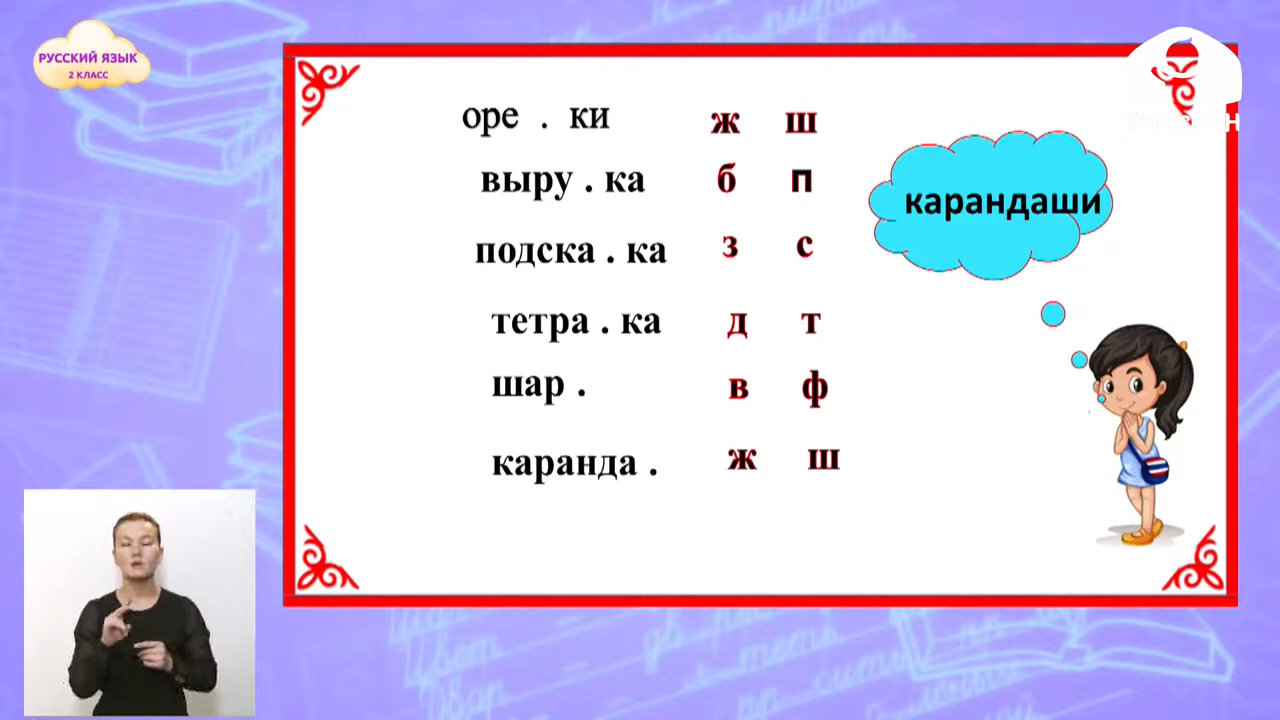 РУССКИЙ ЯЗЫК
2 КЛАСС
оре . ки ж ш
выру . ка б п
подска . ка з с
тетра . ка д т
шар . в ф
каранда . ж ш
карандаши